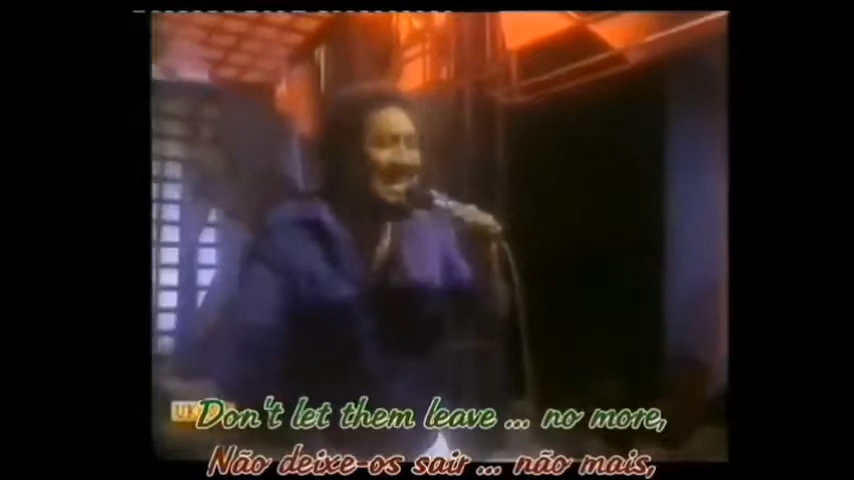 Don't let them leave ... no more,
Não deixe-os sair ... não mais,